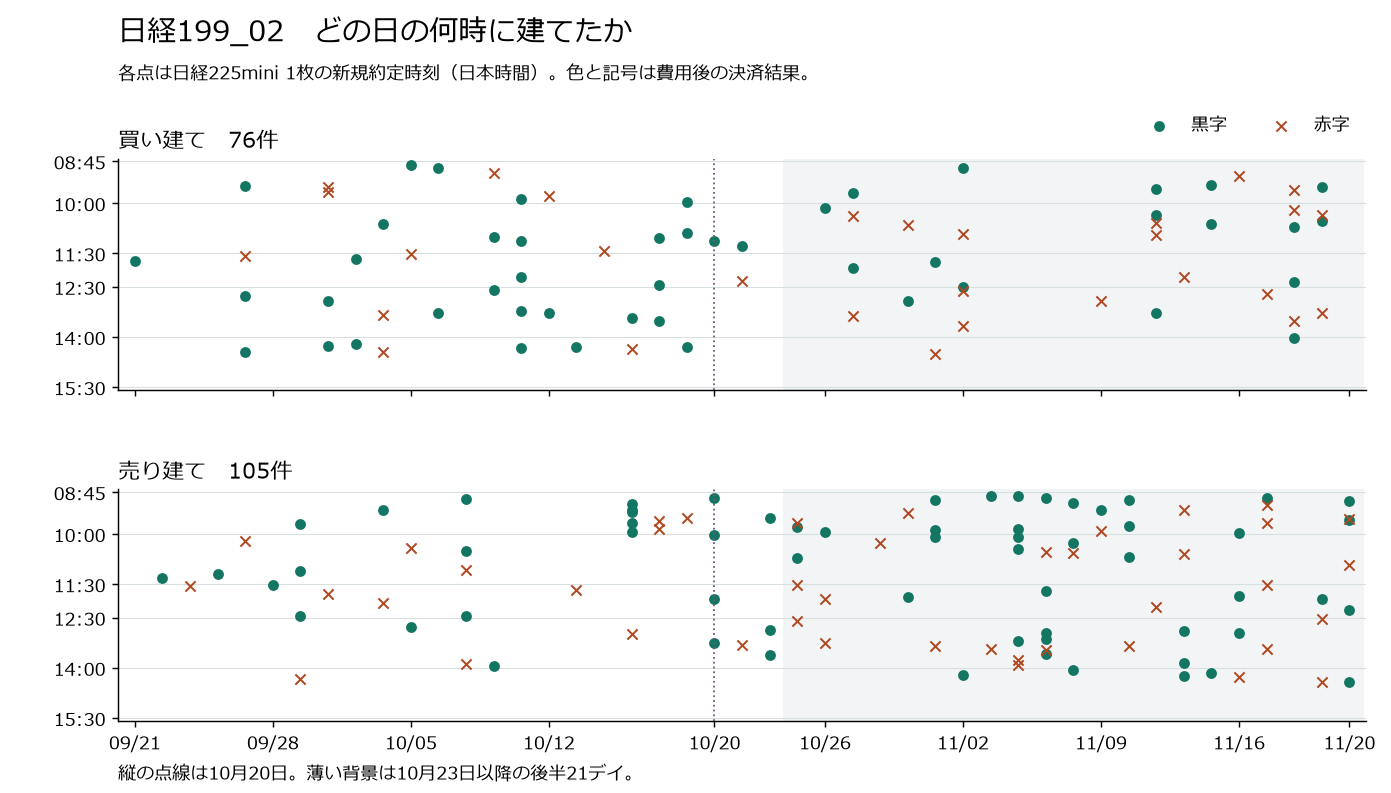 日経199_02　どの日の何時に建てたか
各点は日経225mini 1枚の新規約定時刻（日本時間）。色と記号は費用後の決済結果。
黒字 赤字
買い建て　76件
08:45
10:00
11:30
12:30
14:00
15:30
売り建て　105件
08:45
10:00
11:30
12:30
14:00
15:30
09/21 09/28 10/05 10/12 10/20 10/26 11/02 11/09 11/16 11/20
縦の点線は10月20日。薄い背景は10月23日以降の後半21デイ。